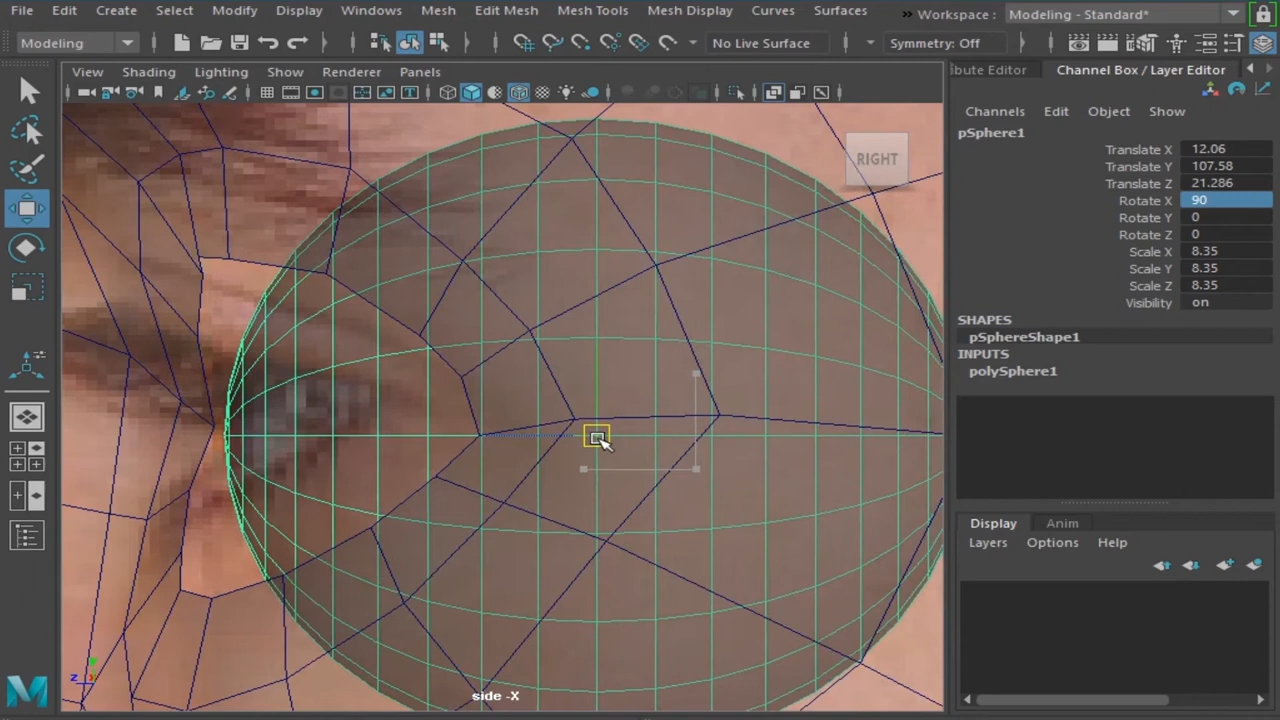 File Edit Create Select Modify Display Windows Mesh Edit Mesh Mesh Tools Mesh Display Curves Surfaces » Workspace : Modeling - Standard*
Modeling No Live Surface Symmetry: Off
View Shading Lighting Show Renderer Panels
bute Editor Channel Box / Layer Editor
Channels Edit Object Show
pSphere1
Translate X 12.06
Translate Y 107.58
Translate Z 21.286
Rotate X 90
Rotate Y 0
Rotate Z 0
Scale X 8.35
Scale Y 8.35
Scale Z 8.35
Visibility on
SHAPES
pSphereShape1
INPUTS
polySphere1
RIGHT
Display Anim
Layers Options Help
y
z x
side -X
M